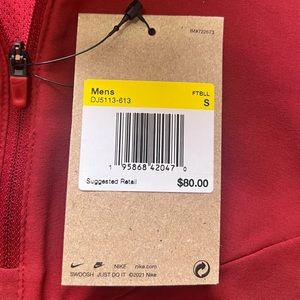 Mens
FTBLL
DJ5113-613
S
1 95868 42047 0
Suggested Retail
$80.00
NIKE nike.com
SWOOSH JUST DO IT ©2021 Nike